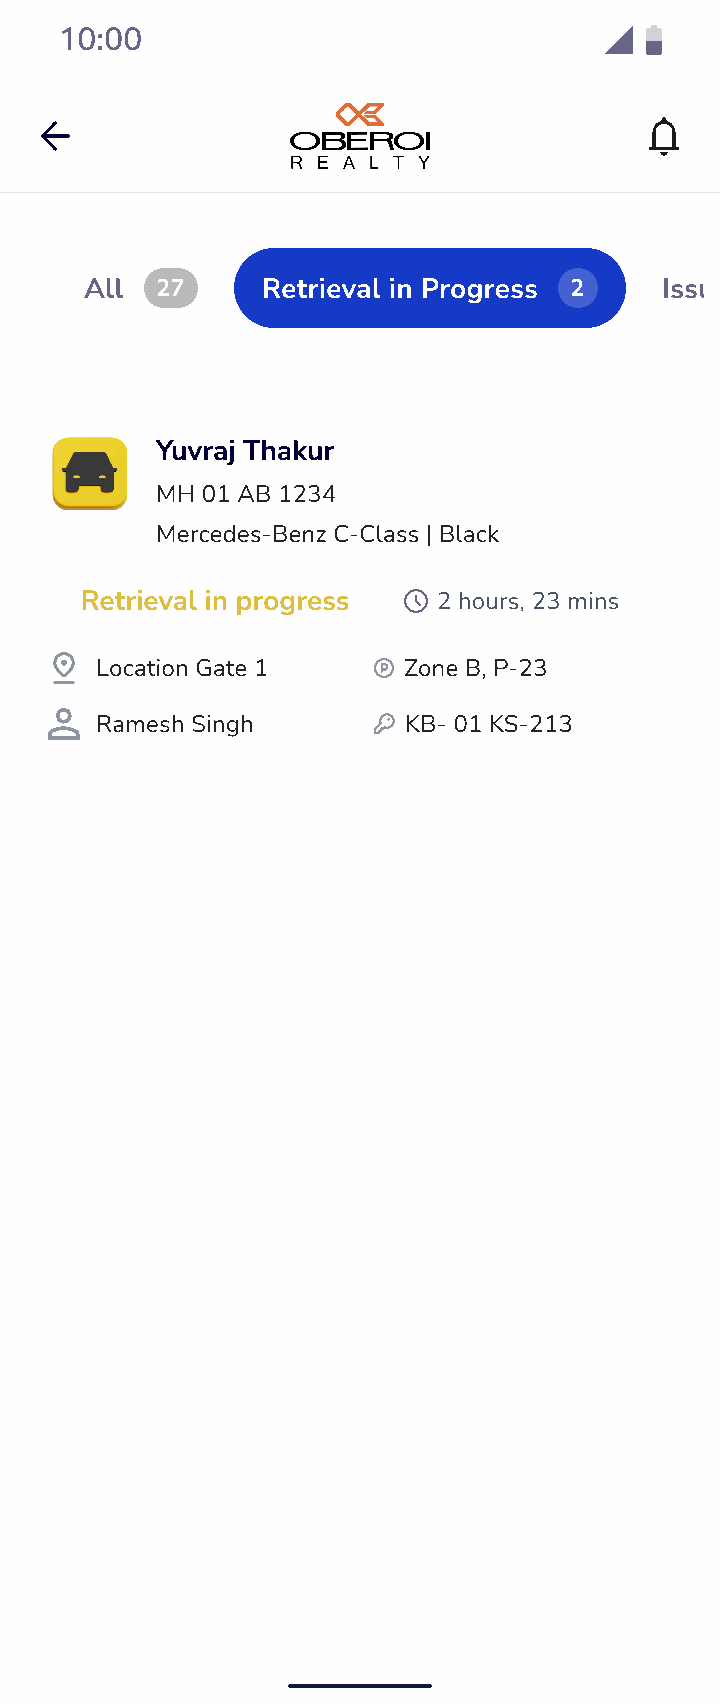 10:00
OBEROI
REALTY
All 27 Retrieval in Progress 2 Issu
Yuvraj Thakur
MH 01 AB 1234
Mercedes-Benz C-Class | Black
Retrieval in progress 2 hours, 23 mins
Location Gate 1 Zone B, P-23
Ramesh Singh KB- 01 KS-213